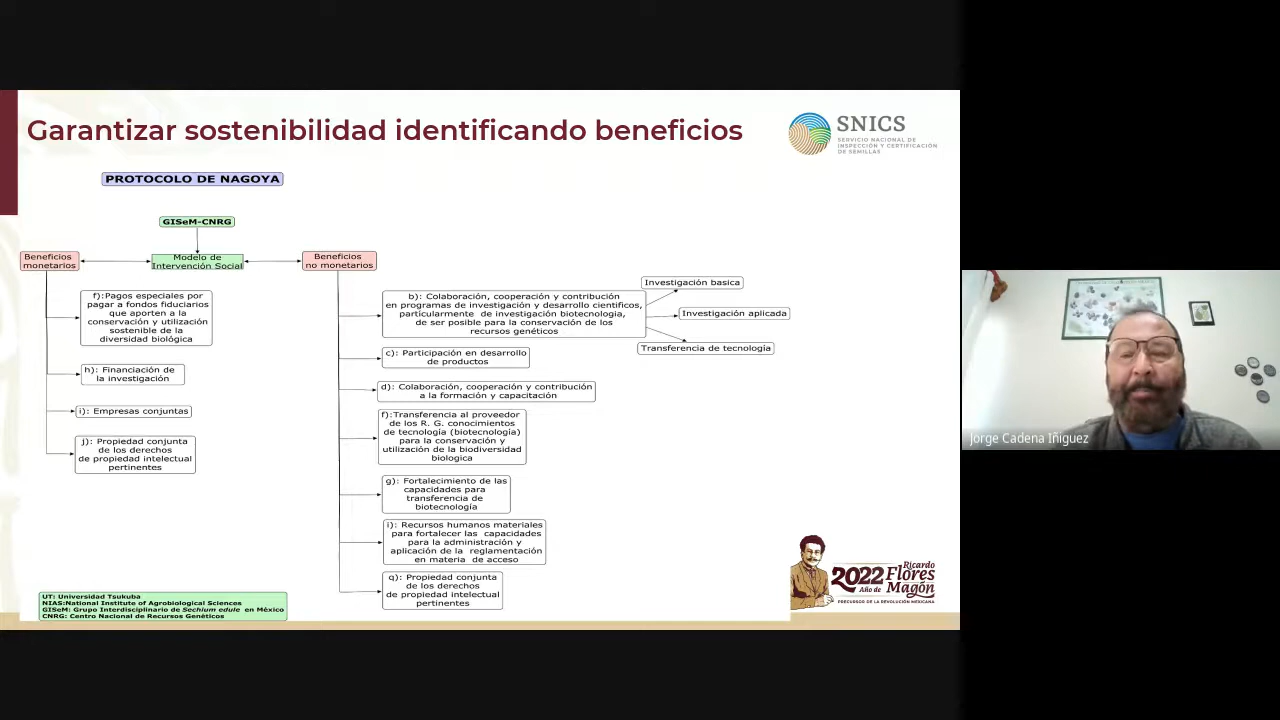 Garantizar sostenibilidad identificando beneficios
SNICS
SERVICIO NACIONAL DE
INSPECCIÓN Y CERTIFICACIÓN
DE SEMILLAS
PROTOCOLO DE NAGOYA
GISeM-CNRG
Beneficios
monetarios
Modelo de
Intervención Social
Beneficios
no monetarios
f):Pagos especiales por
pagar a fondos fiduciarios
que aporten a la
conservación y utilización
sostenible de la
diversidad biológica
h): Financiación de
la investigación
i): Empresas conjuntas
j): Propiedad conjunta
de los derechos
de propiedad intelectual
pertinentes
b): Colaboración, cooperación y contribución
en programas de investigación y desarrollo científicos,
particularmente de investigación biotecnologia,
de ser posible para la conservación de los
recursos genéticos
Investigación basica
Investigación aplicada
Transferencia de tecnología
c): Participación en desarrollo
de productos
d): Colaboración, cooperación y contribución
a la formación y capacitación
f):Transferencia al proveedor
de los R. G. conocimientos
de tecnología (biotecnología)
para la conservación y
utilización de la biodiversidad
biologica
g): Fortalecimiento de las
capacidades para
transferencia de
biotecnología
i): Recursos humanos materiales
para fortalecer las capacidades
para la administración y
aplicación de la reglamentación
en materia de acceso
q): Propiedad conjunta
de los derechos
de propiedad intelectual
pertinentes
UT: Universidad Tsukuba
NIAS:National Institute of Agrobiological Sciences
GISeM: Grupo Interdisciplinario de Sechium edule en México
CNRG: Centro Nacional de Recursos Genéticos
2022 Ricardo
Año de Flores
Magón
PRECURSOR DE LA REVOLUCIÓN MEXICANA
Jorge Cadena Iñiguez